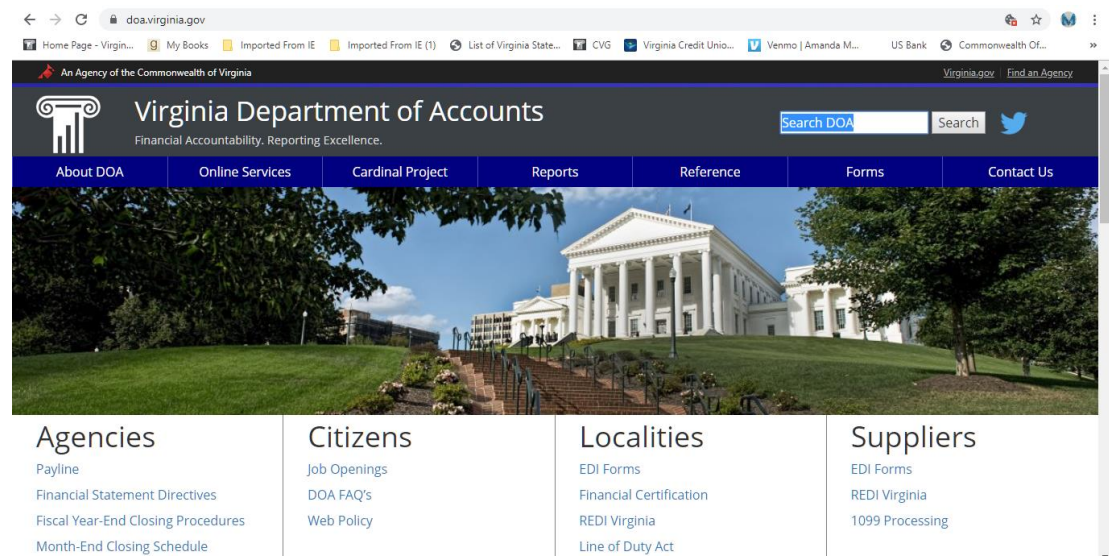 doa.virginia.gov
Home Page - Virgin... My Books Imported From IE Imported From IE (1) List of Virginia State... CVG Virginia Credit Unio... Venmo | Amanda M... US Bank Commonwealth Of... »
An Agency of the Commonwealth of Virginia Virginia.gov | Find an Agency
Virginia Department of Accounts
Financial Accountability. Reporting Excellence.
Search DOA Search
About DOA Online Services Cardinal Project Reports Reference Forms Contact Us
Agencies Citizens Localities Suppliers
Payline Job Openings EDI Forms EDI Forms
Financial Statement Directives DOA FAQ's Financial Certification REDI Virginia
Fiscal Year-End Closing Procedures Web Policy REDI Virginia 1099 Processing
Month-End Closing Schedule Line of Duty Act